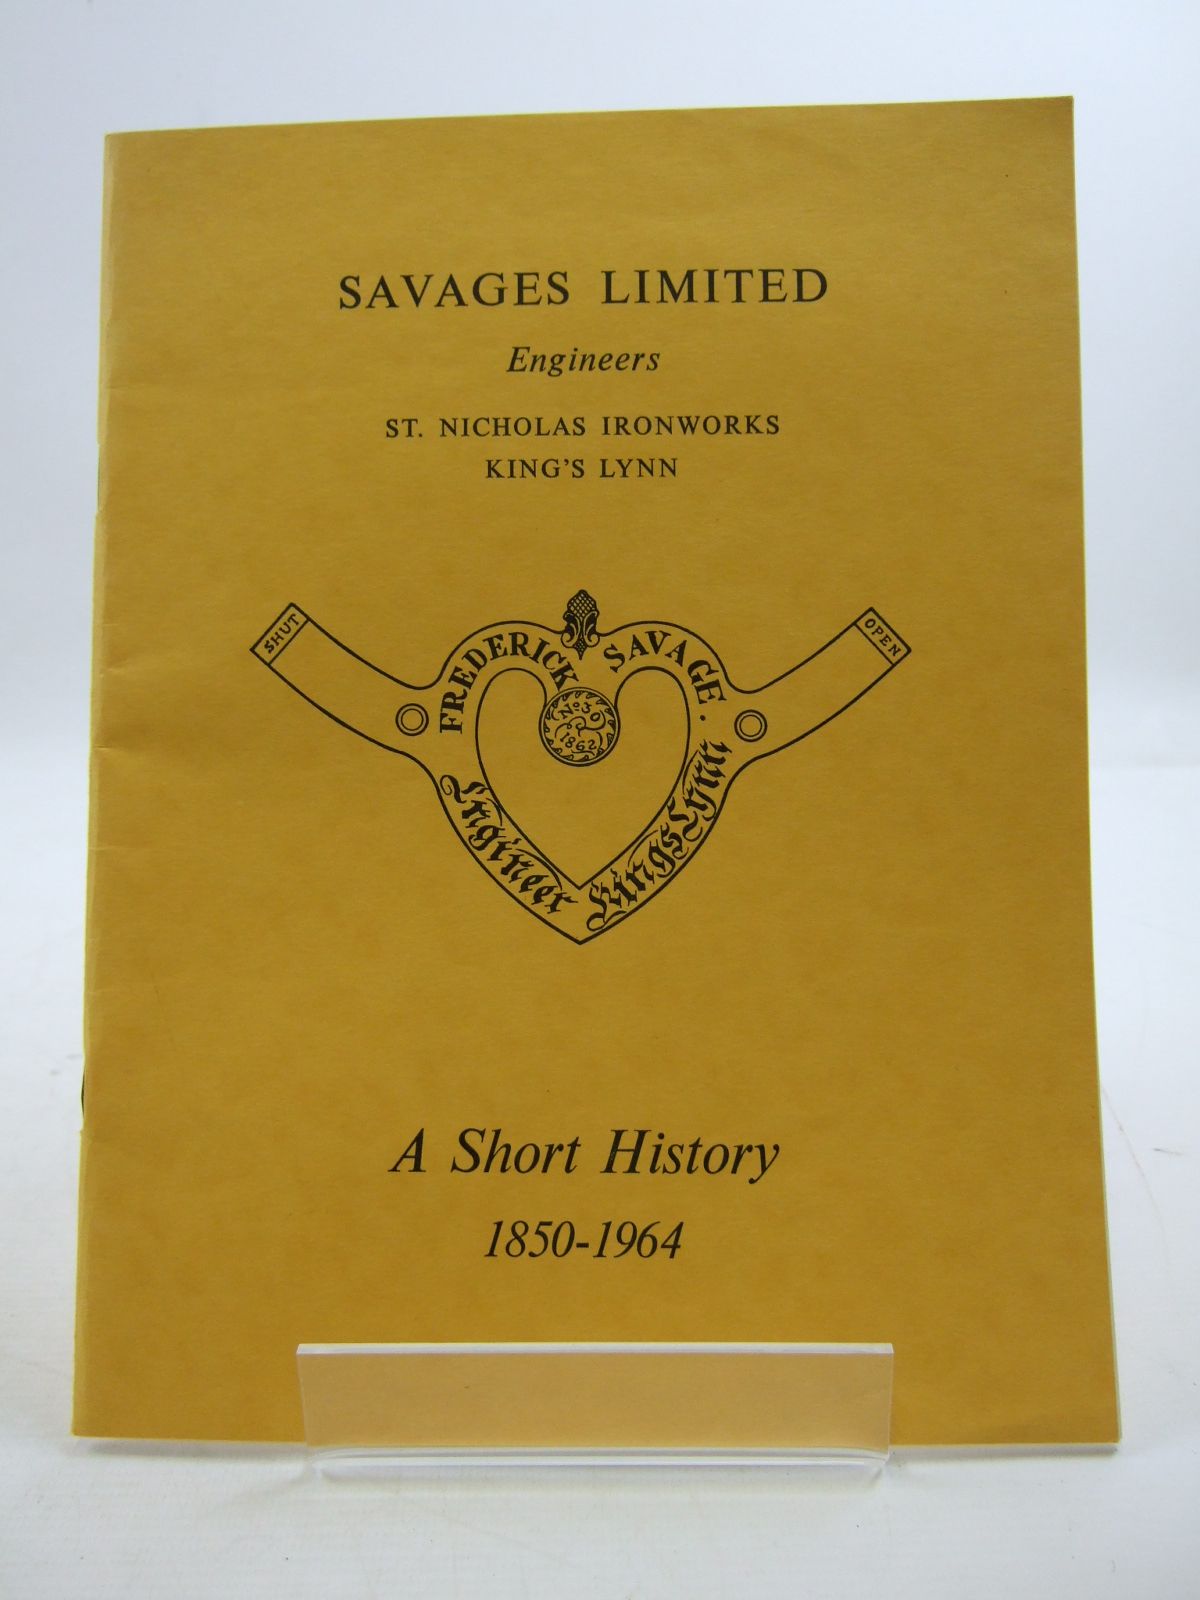 SAVAGES LIMITED
Engineers
ST. NICHOLAS IRONWORKS
KING'S LYNN
SHUT
OPEN
FREDERICK SAVAGE.
No. 30
1862
Engineer Kings Lynn
A Short History
1850-1964